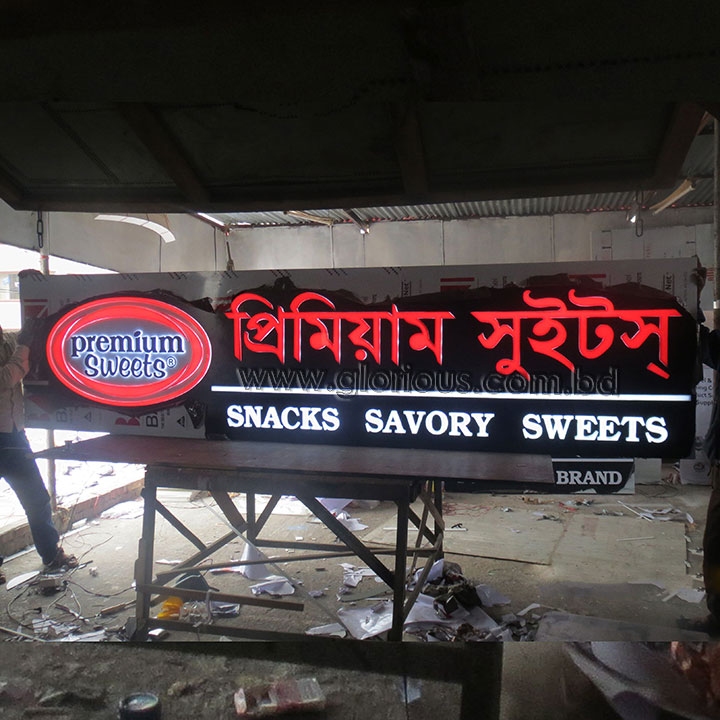 premium
Sweets®
প্রিমিয়াম সুইটস্
www.glorious.com.bd
SNACKS SAVORY SWEETS
BRAND